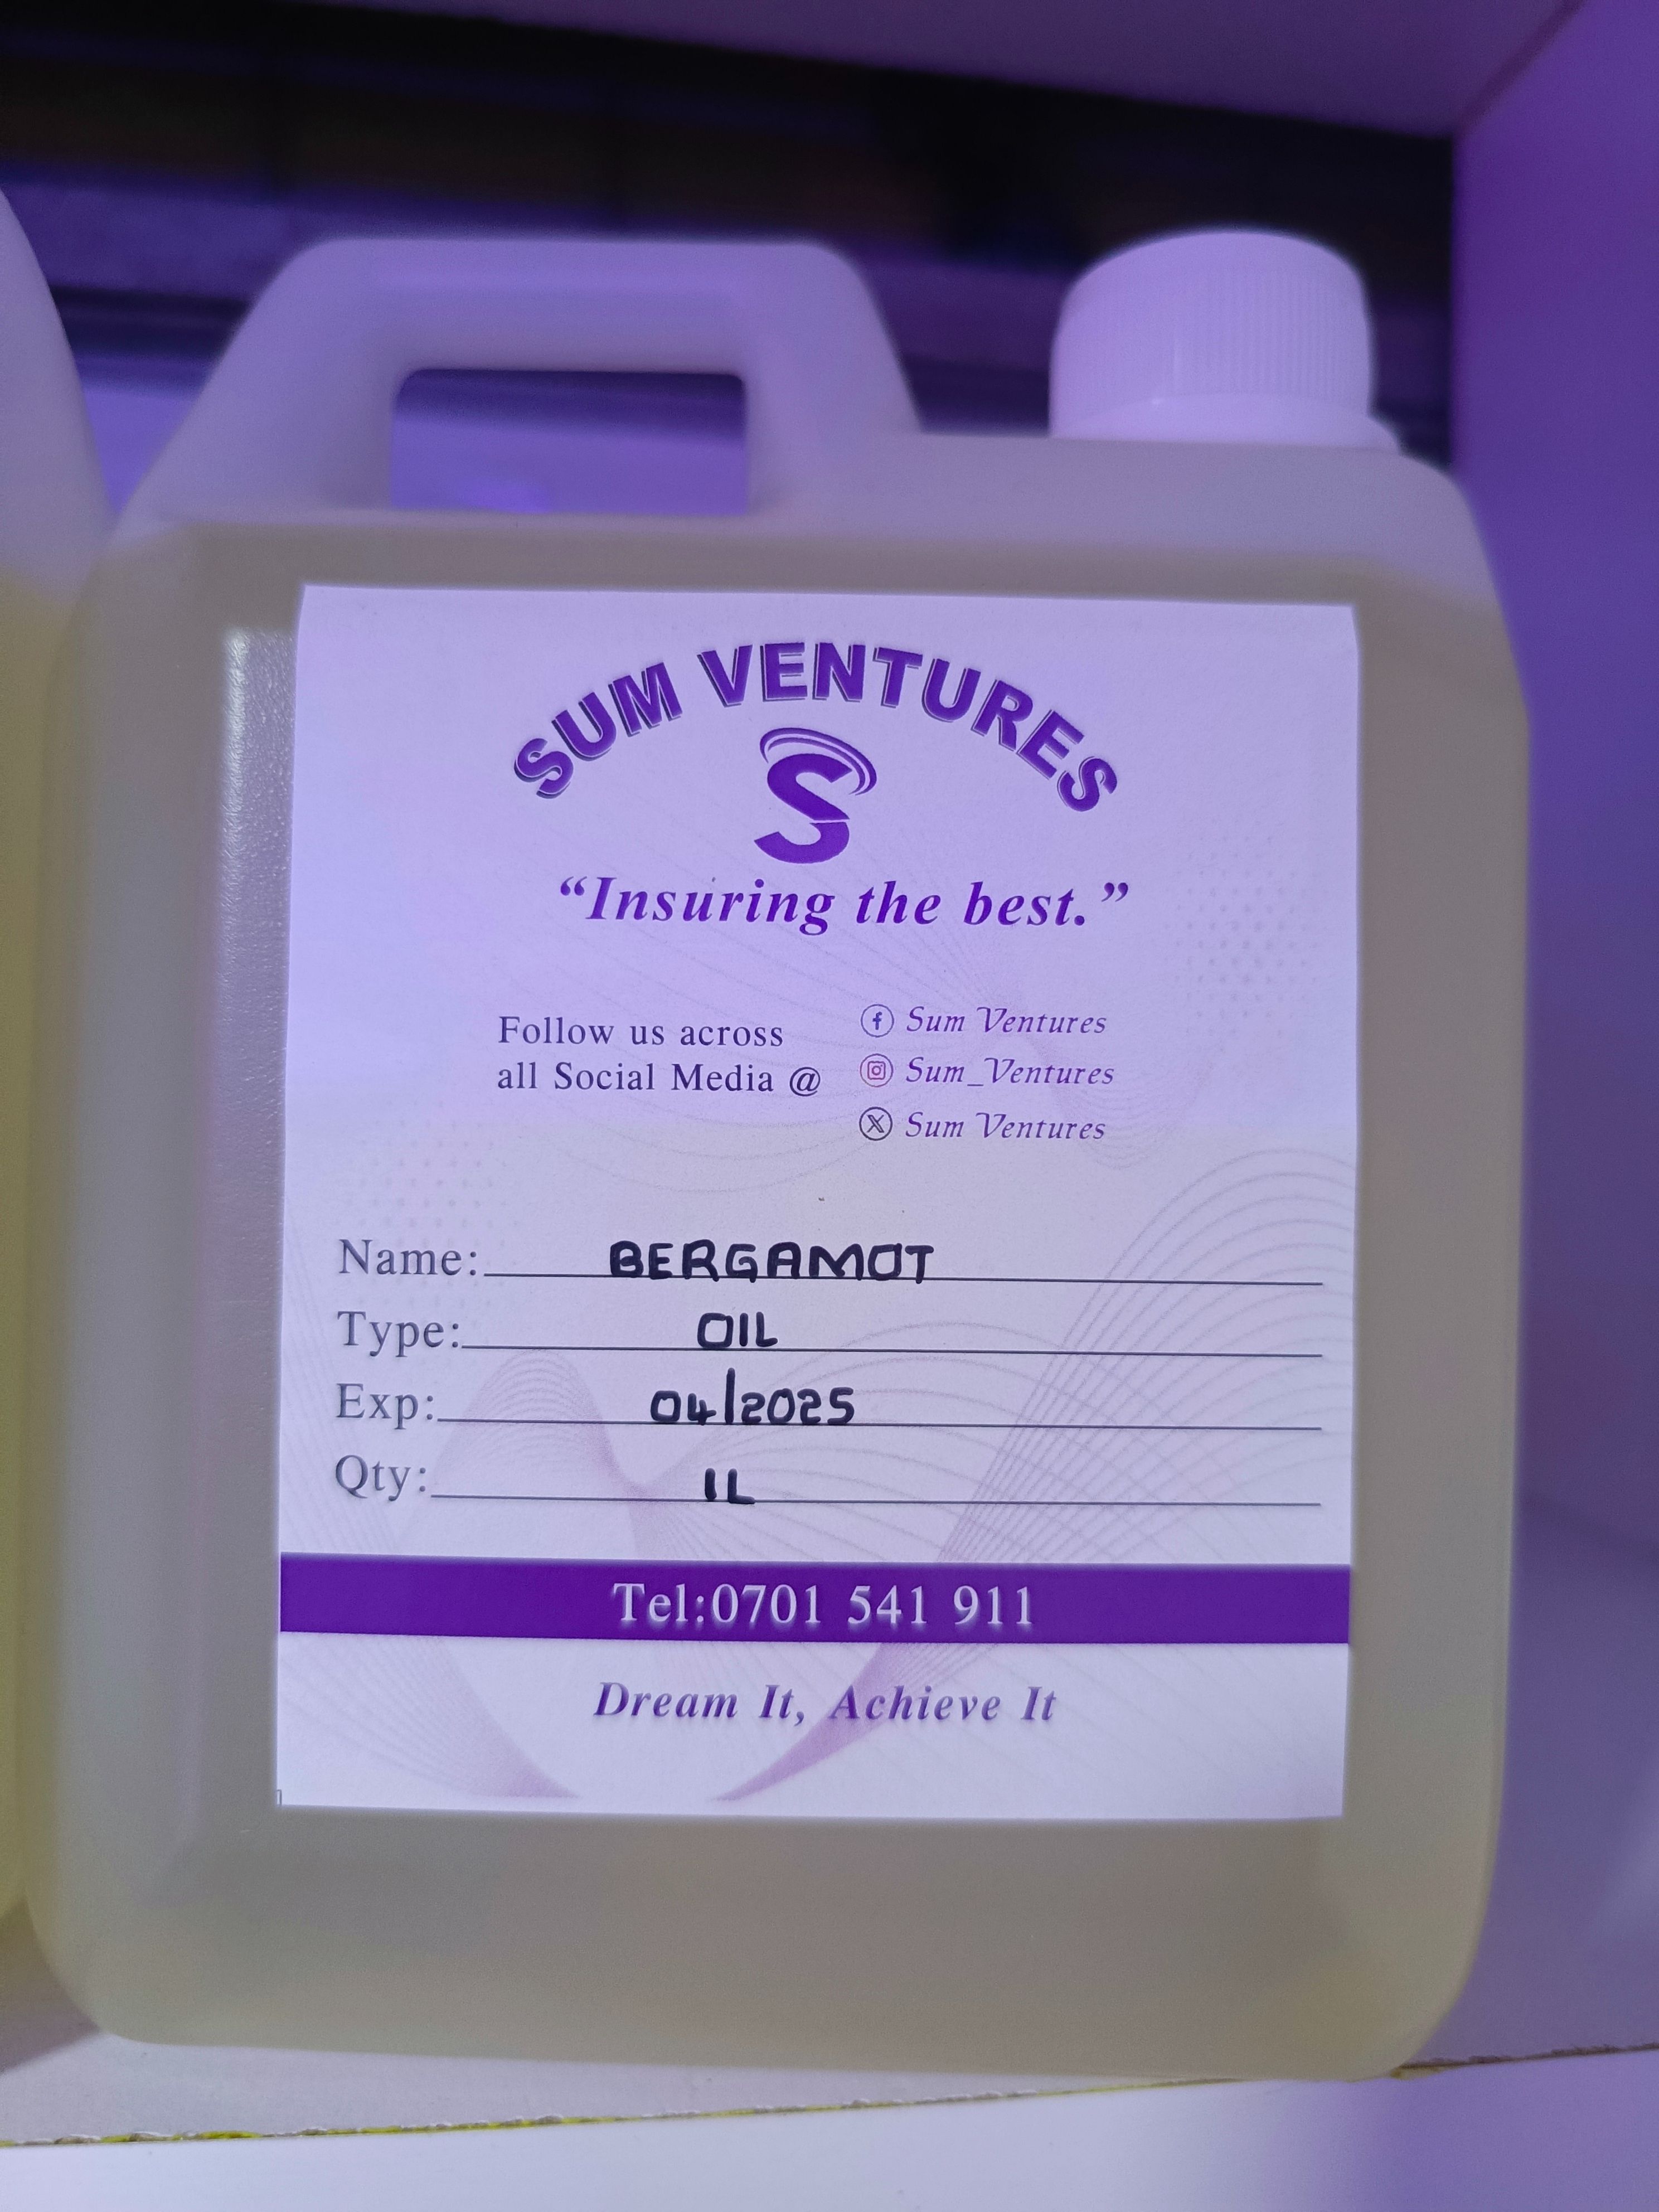 SUM VENTURES
S
“Insuring the best.”
Follow us across
all Social Media @
Sum Ventures
Sum_Ventures
Sum Ventures
Name: BERGAMOT
Type: OIL
Exp: 04/2025
Qty: 1L
Tel:0701 541 911
Dream It, Achieve It